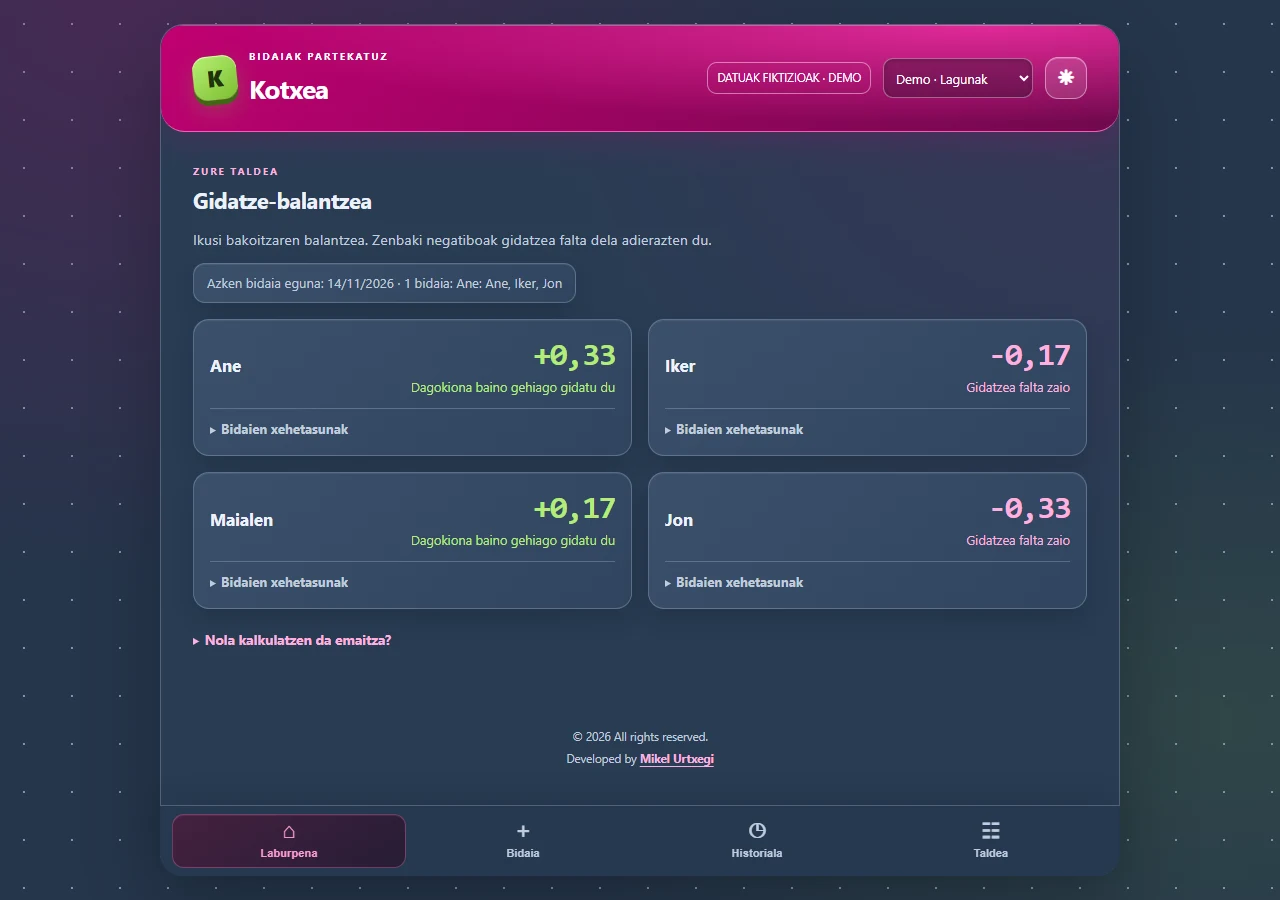 K
BIDAIAK PARTEKATUZ
Kotxea
DATUAK FIKTIZIOAK · DEMO
Demo · Lagunak
ZURE TALDEA
Gidatze-balantzea
Ikusi bakoitzaren balantzea. Zenbaki negatiboak gidatzea falta dela adierazten du.
Azken bidaia eguna: 14/11/2026 · 1 bidaia: Ane: Ane, Iker, Jon
Ane
+0,33
Dagokiona baino gehiago gidatu du
▸ Bidaien xehetasunak
Iker
-0,17
Gidatzea falta zaio
▸ Bidaien xehetasunak
Maialen
+0,17
Dagokiona baino gehiago gidatu du
▸ Bidaien xehetasunak
Jon
-0,33
Gidatzea falta zaio
▸ Bidaien xehetasunak
▸ Nola kalkulatzen da emaitza?
© 2026 All rights reserved.
Developed by Mikel Urtxegi
Laburpena
Bidaia
Historiala
Taldea